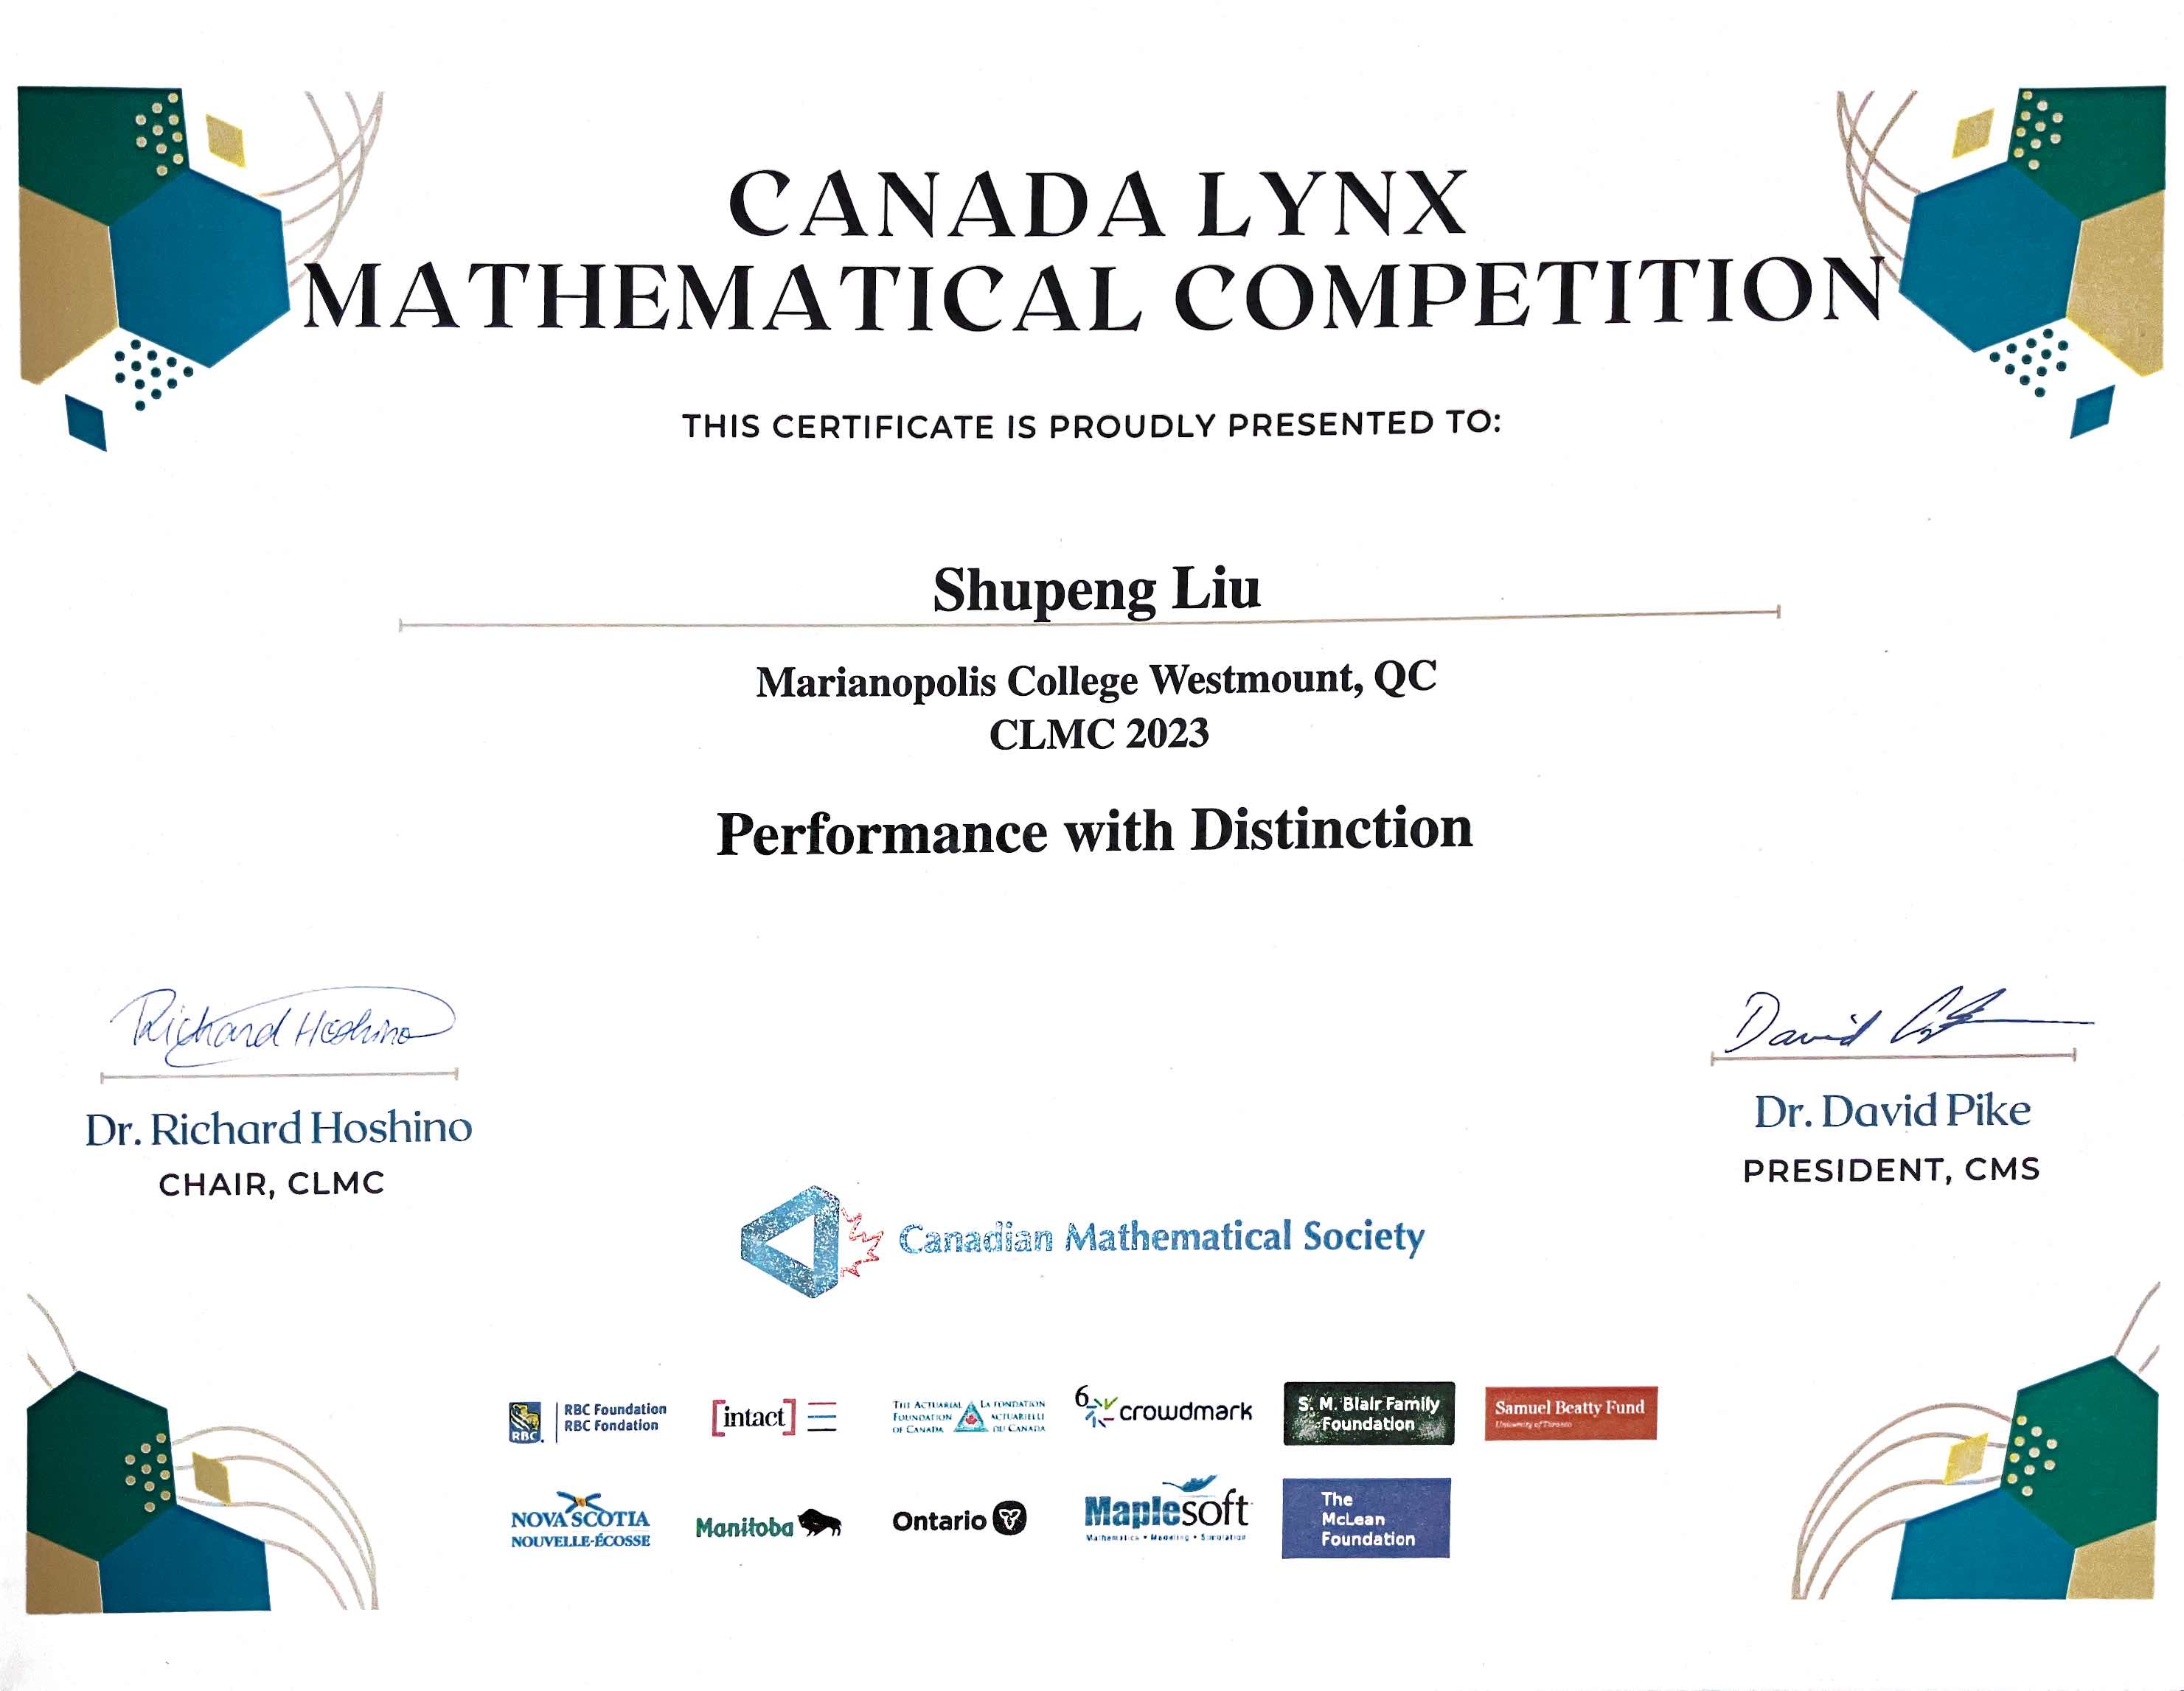 CANADA LYNX
MATHEMATICAL COMPETITION
THIS CERTIFICATE IS PROUDLY PRESENTED TO:
Shupeng Liu
Marianopolis College Westmount, QC
CLMC 2023
Performance with Distinction
Richard Hoshino
David
Dr. Richard Hoshino
CHAIR, CLMC
Dr. David Pike
PRESIDENT, CMS
Canadian Mathematical Society
RBC
RBC Foundation
RBC Fondation
[intact]
THE ACTUARIAL
FOUNDATION
OF CANADA
LA FONDATION
ACTUARIELLE
DU CANADA
6
crowdmark
S. M. Blair Family
Foundation
Samuel Beatty Fund
University of Toronto
NOVA SCOTIA
NOUVELLE-ÉCOSSE
Manitoba
Ontario
Maplesoft
Mathematics • Modeling • Simulation
The
McLean
Foundation